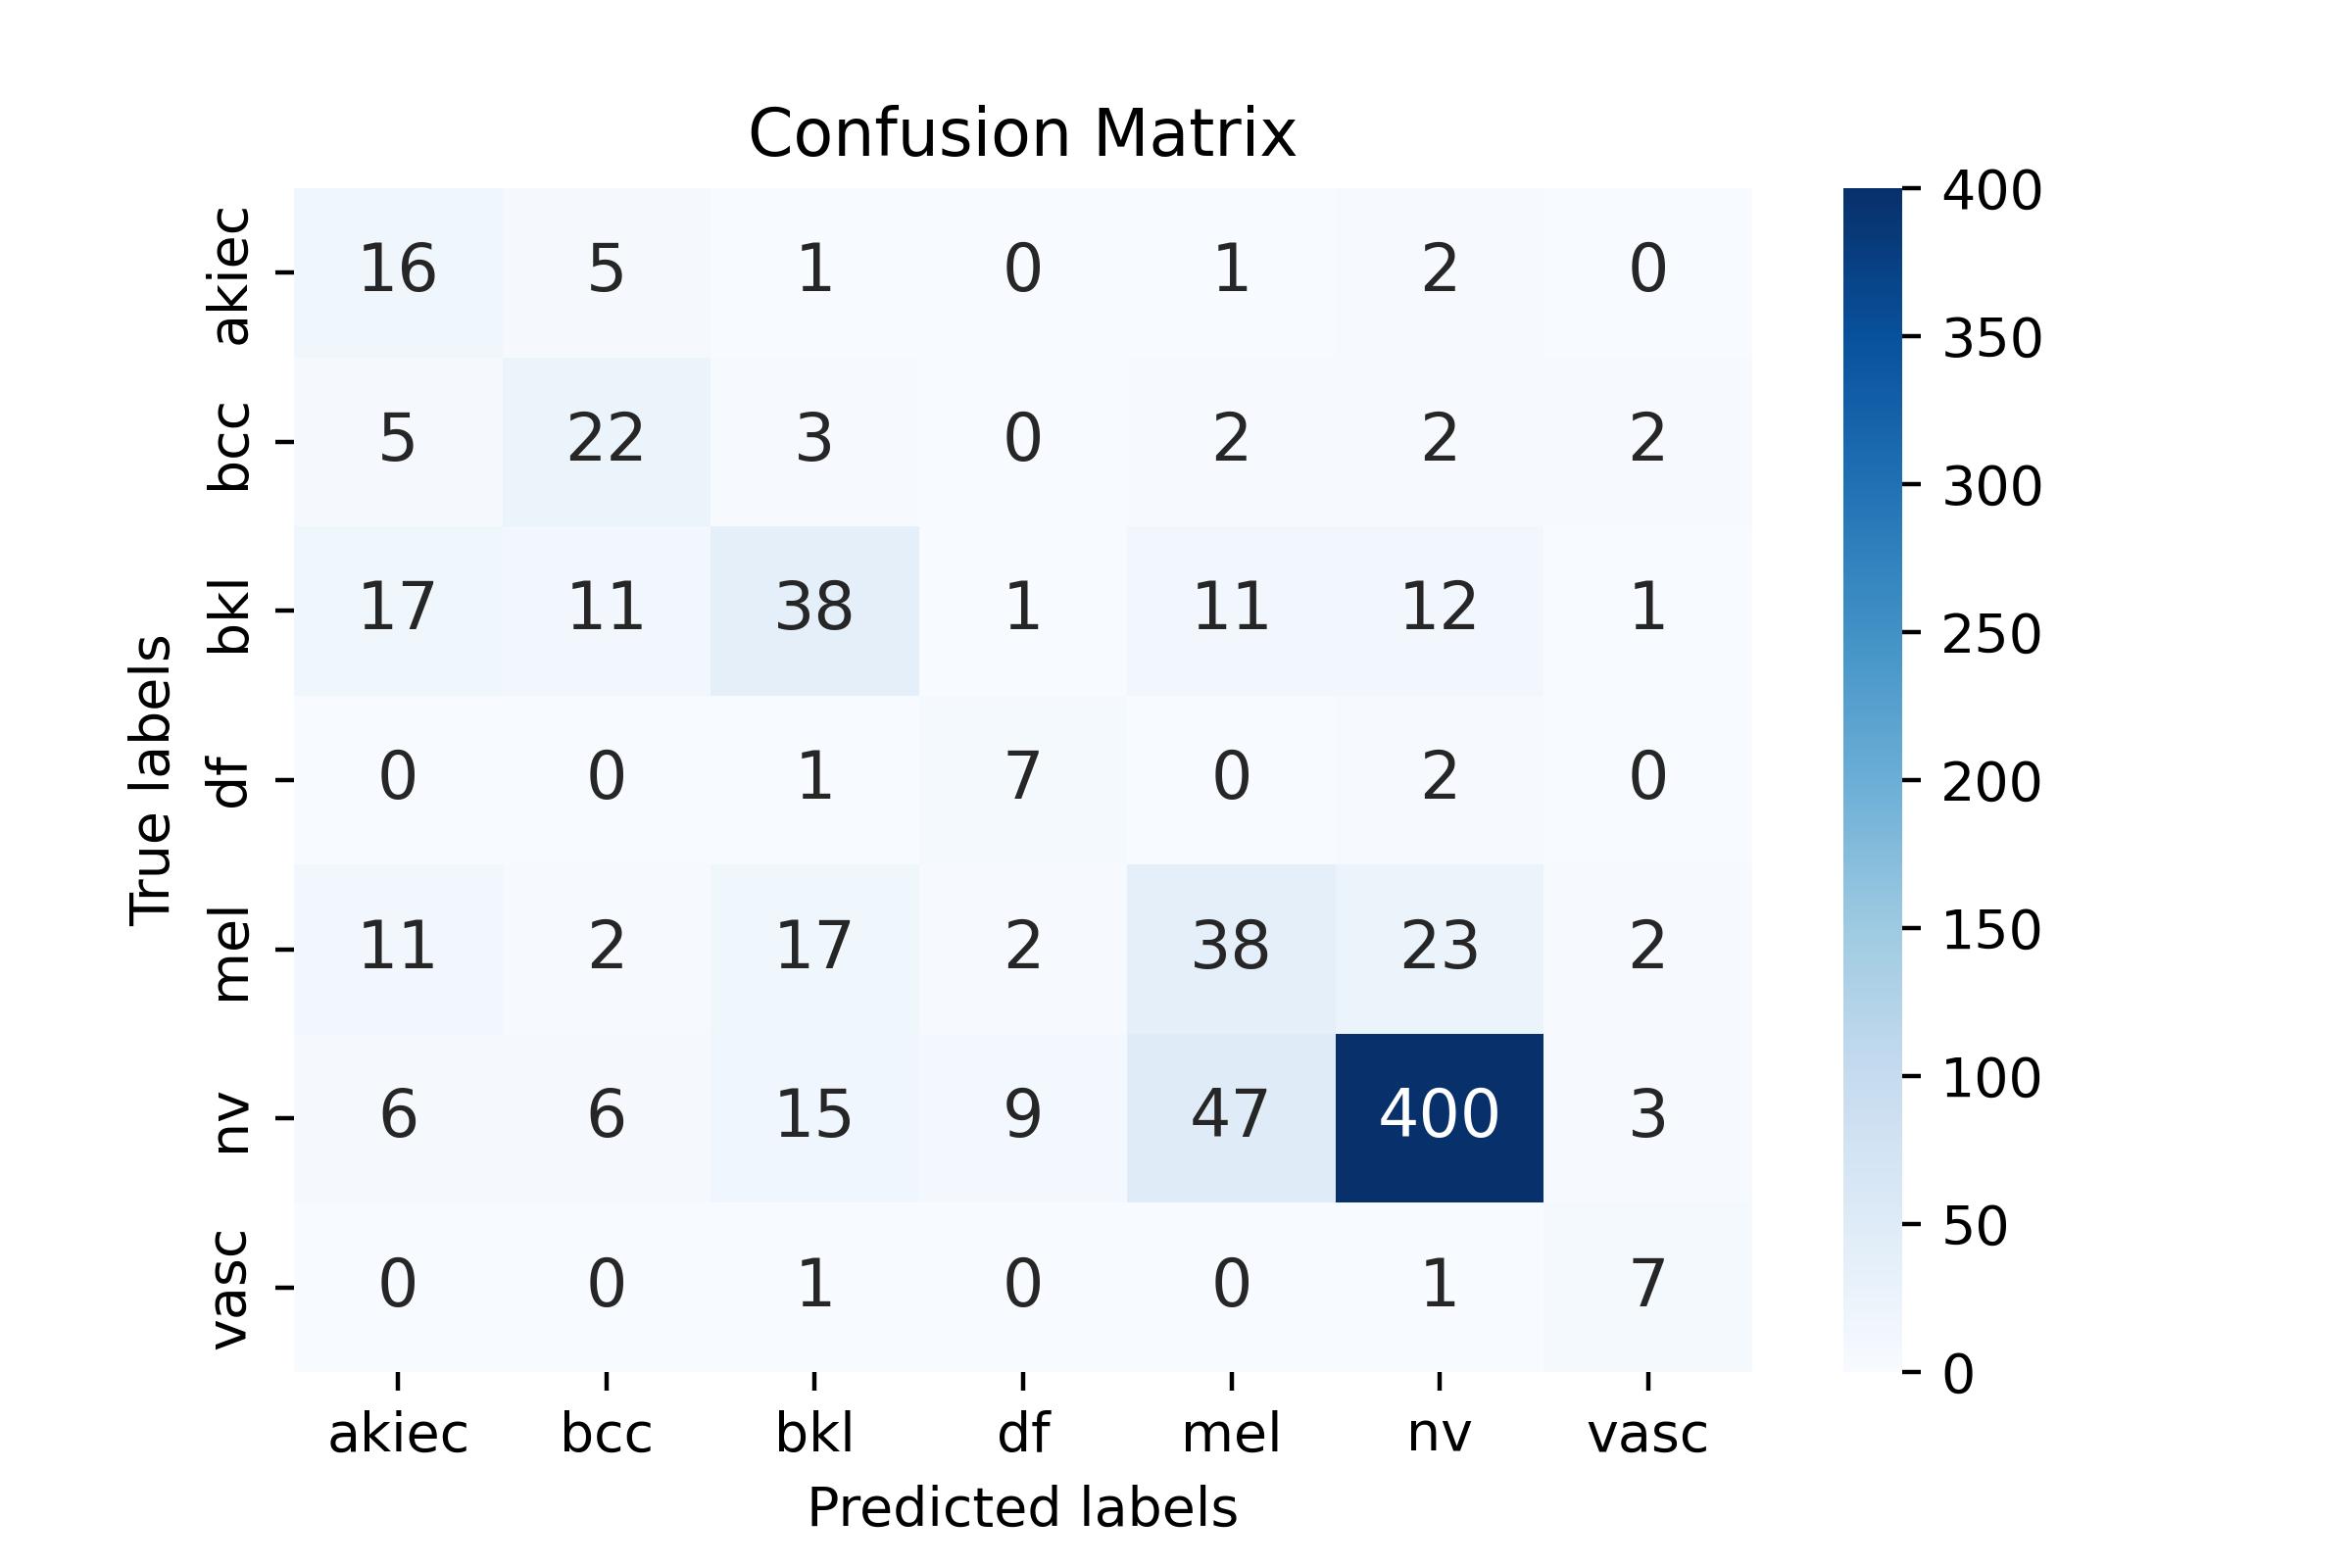 Confusion Matrix
True labels
akiec 16 5 1 0 1 2 0
bcc 5 22 3 0 2 2 2
bkl 17 11 38 1 11 12 1
df 0 0 1 7 0 2 0
mel 11 2 17 2 38 23 2
nv 6 6 15 9 47 400 3
vasc 0 0 1 0 0 1 7
akiec bcc bkl df mel nv vasc
Predicted labels
400
350
300
250
200
150
100
50
0